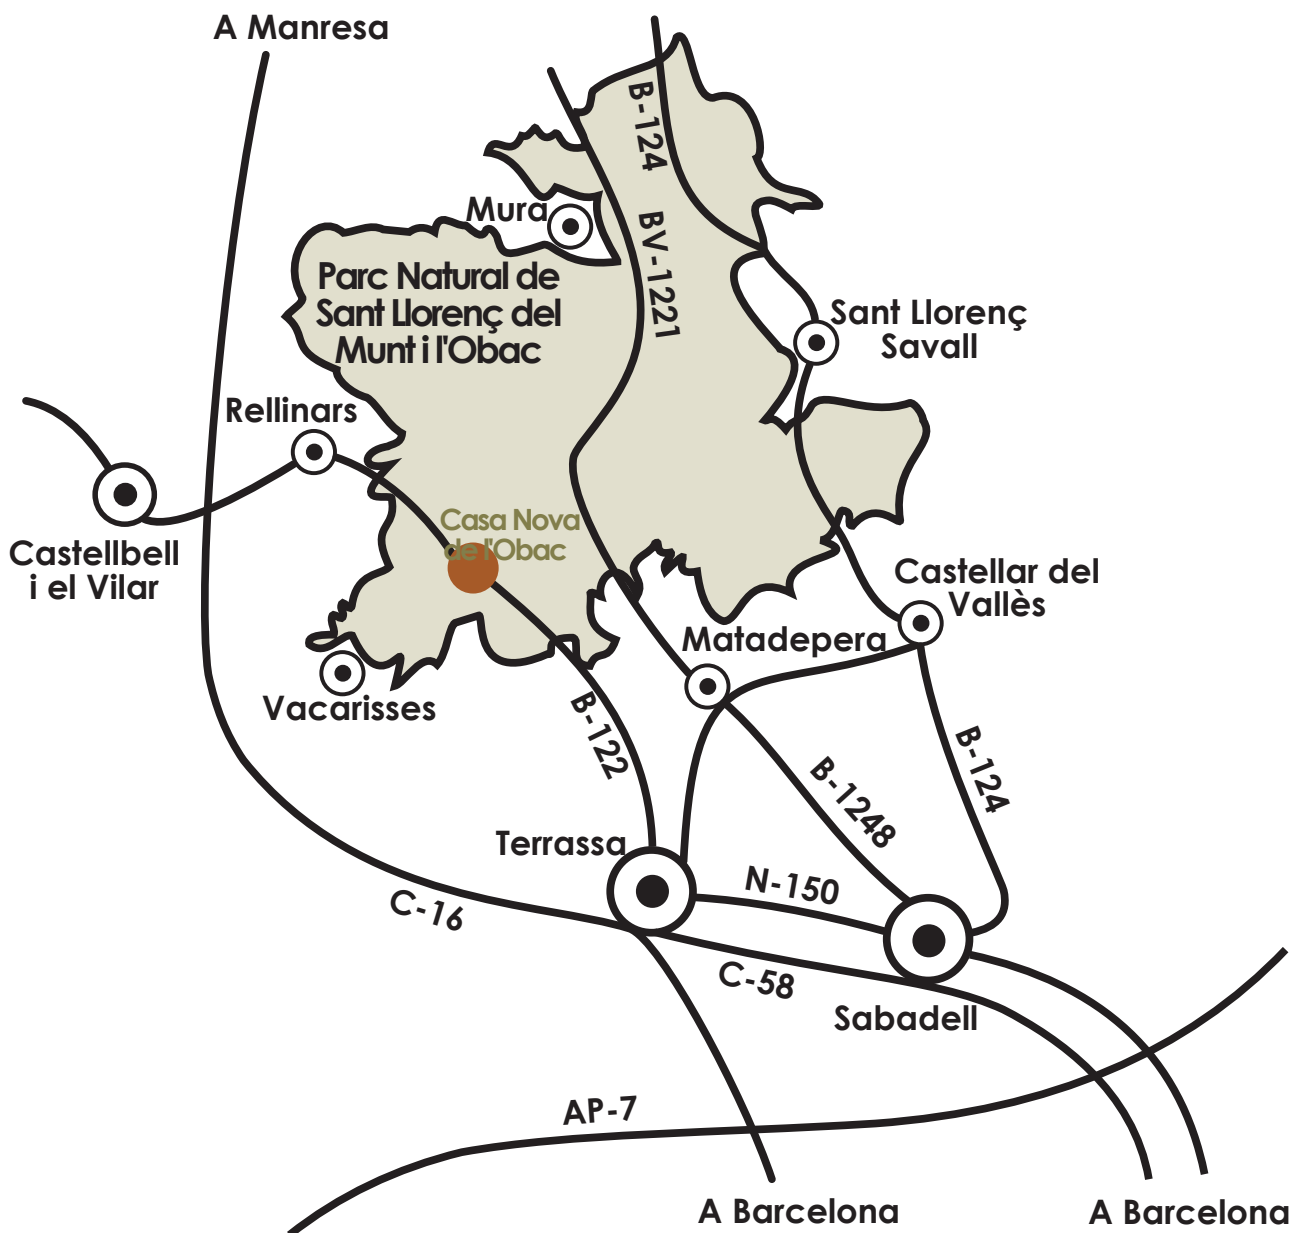 A Manresa
B-124
Mura
BV-1221
Parc Natural de
Sant Llorenç del
Munt i l'Obac
Sant Llorenç
Savall
Rellinars
Casa Nova
de l'Obac
Castellbell
i el Vilar
Castellar del
Vallès
Matadepera
Vacarisses
B-122
B-124
B-1248
Terrassa
N-150
C-16
C-58
Sabadell
AP-7
A Barcelona
A Barcelona